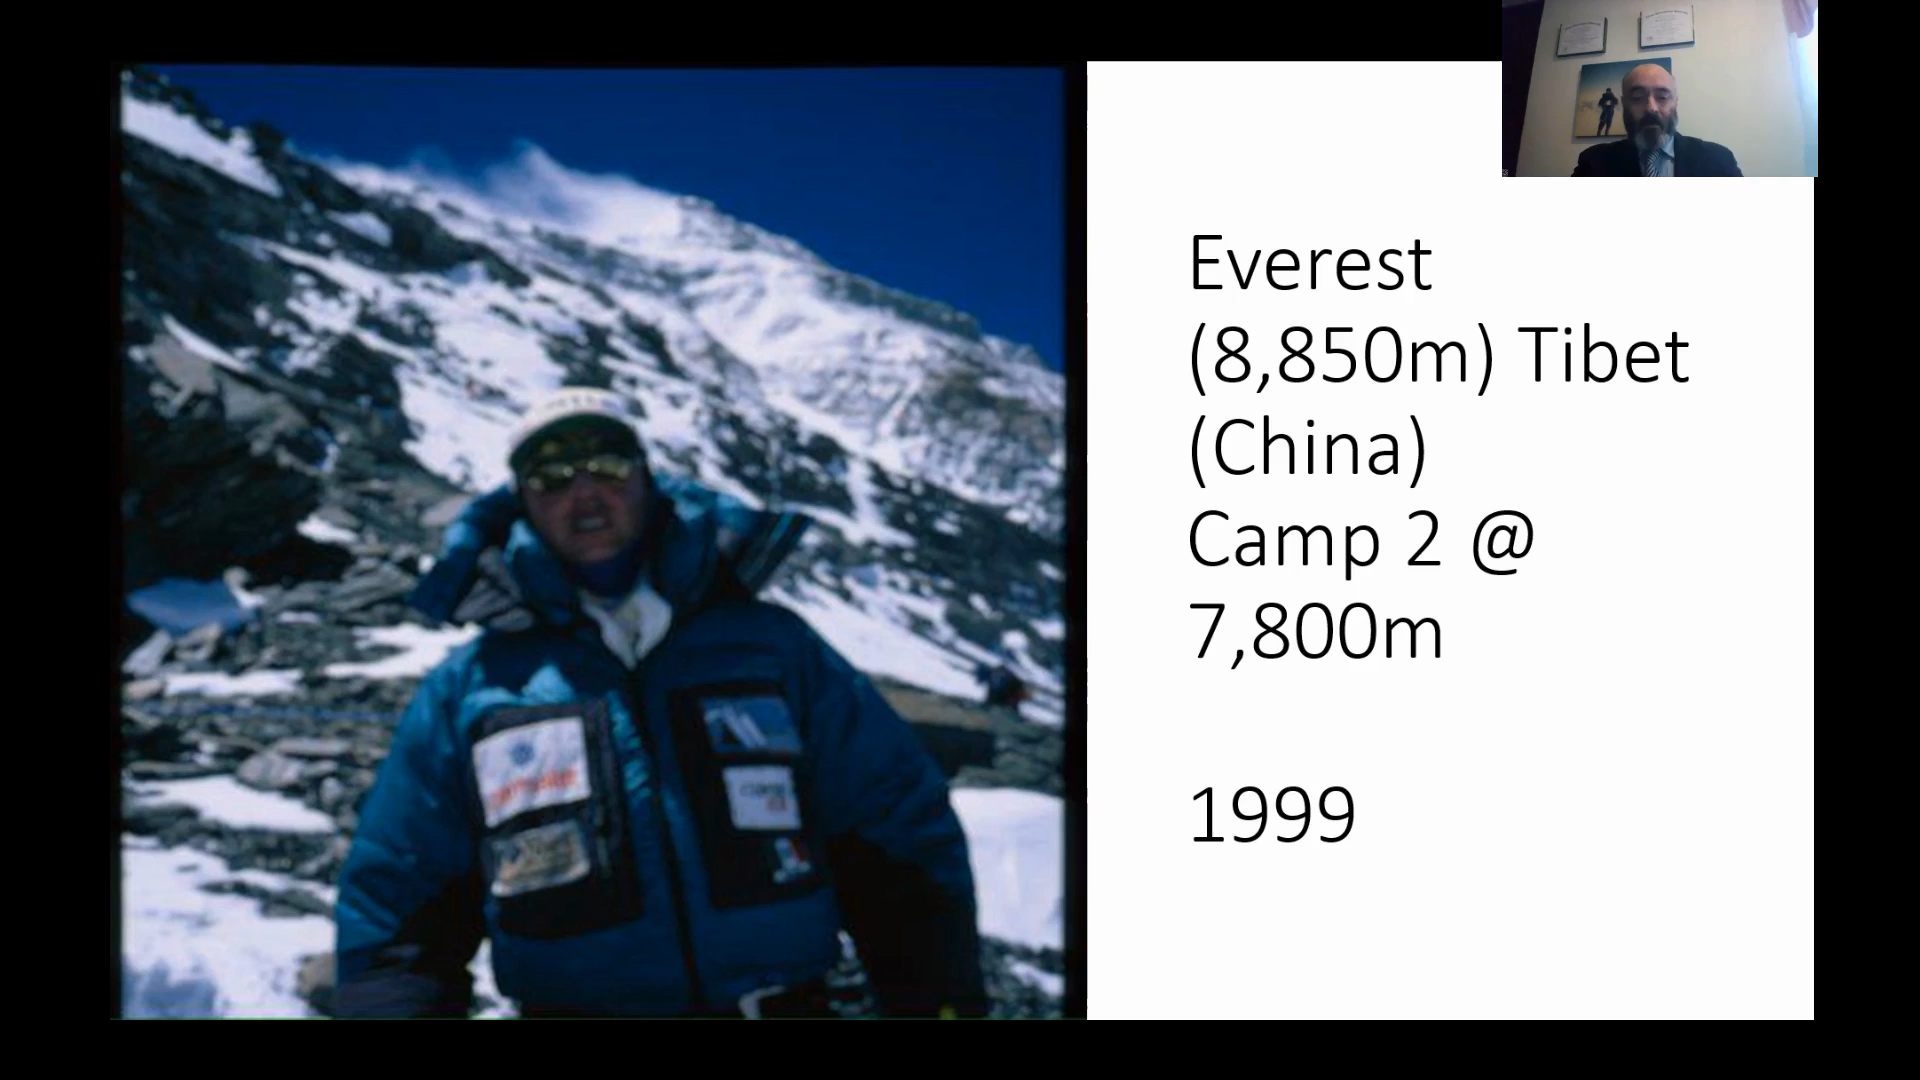 Everest
(8,850m) Tibet
(China)
Camp 2 @
7,800m
1999